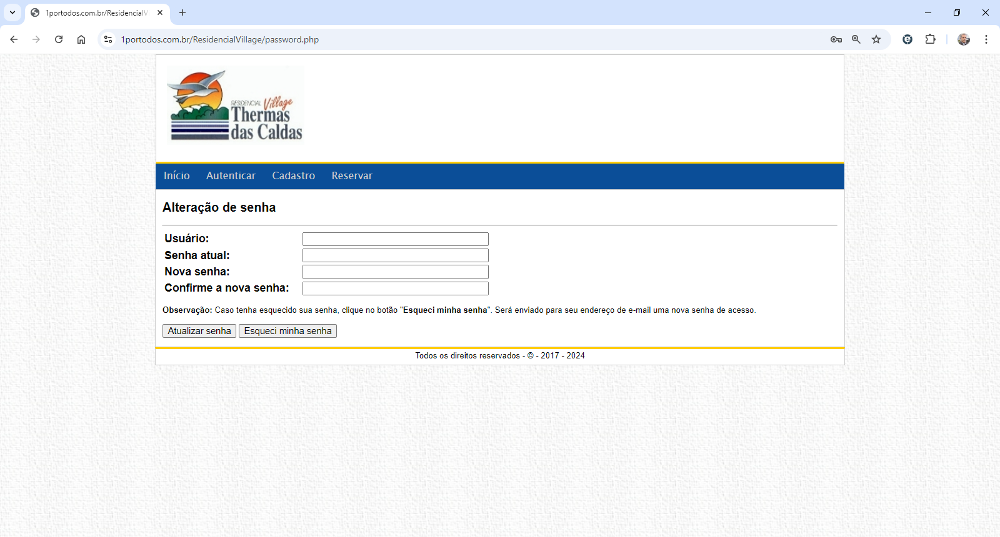 1portodos.com.br/ResidencialV
1portodos.com.br/ResidencialVillage/password.php
RESIDENCIAL Village
Thermas
das Caldas
Início Autenticar Cadastro Reservar
Alteração de senha
Usuário:
Senha atual:
Nova senha:
Confirme a nova senha:
Observação: Caso tenha esquecido sua senha, clique no botão "Esqueci minha senha". Será enviado para seu endereço de e-mail uma nova senha de acesso.
Atualizar senha Esqueci minha senha
Todos os direitos reservados - © - 2017 - 2024